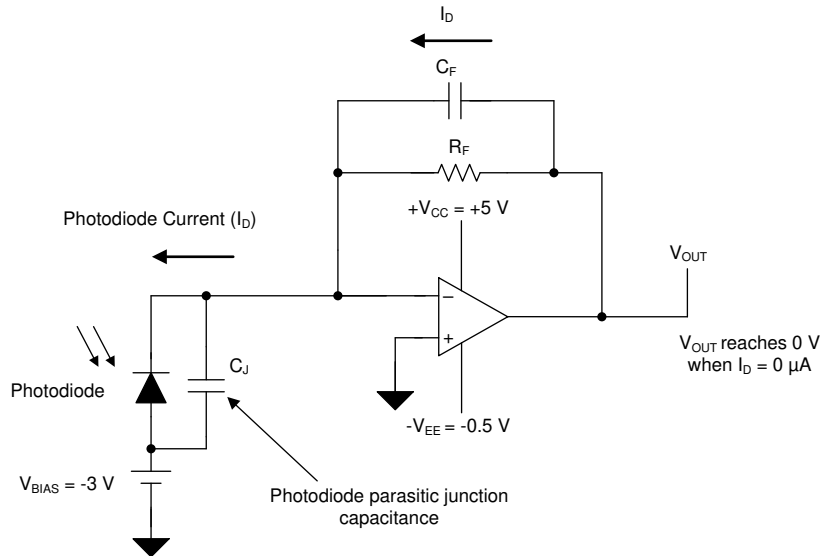 I_D
C_F
R_F
Photodiode Current (I_D)
+V_CC = +5 V
V_OUT
−
+
V_OUT reaches 0 V
when I_D = 0 µA
C_J
Photodiode
-V_EE = -0.5 V
V_BIAS = -3 V
Photodiode parasitic junction
capacitance